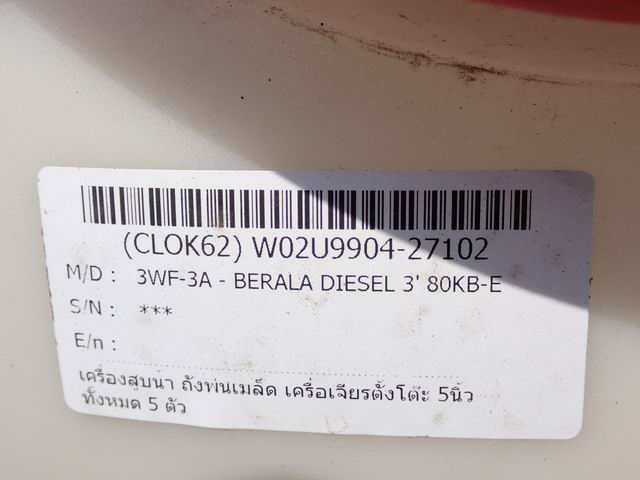 (CLOK62) W02U9904-27102
M/D : 3WF-3A - BERALA DIESEL 3' 80KB-E
S/N : ***
E/n :
เครื่องสูบน้ำ ถังพ่นเมล็ด เครื่อเจียรตั้งโต๊ะ 5นิ้ว
ทั้งหมด 5 ตัว